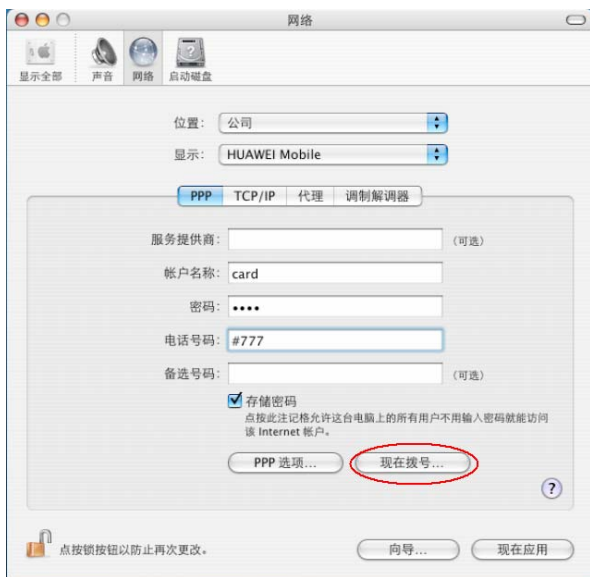 网络
显示全部 声音 网络 启动磁盘
位置: 公司
显示: HUAWEI Mobile
PPP TCP/IP 代理 调制解调器
服务提供商: (可选)
帐户名称: card
密码: ••••
电话号码: #777
备选号码: (可选)
存储密码
点按此注记格允许这台电脑上的所有用户不用输入密码就能访问
该 Internet 帐户。
PPP 选项... 现在拨号...
?
点按锁按钮以防止再次更改。 向导... 现在应用